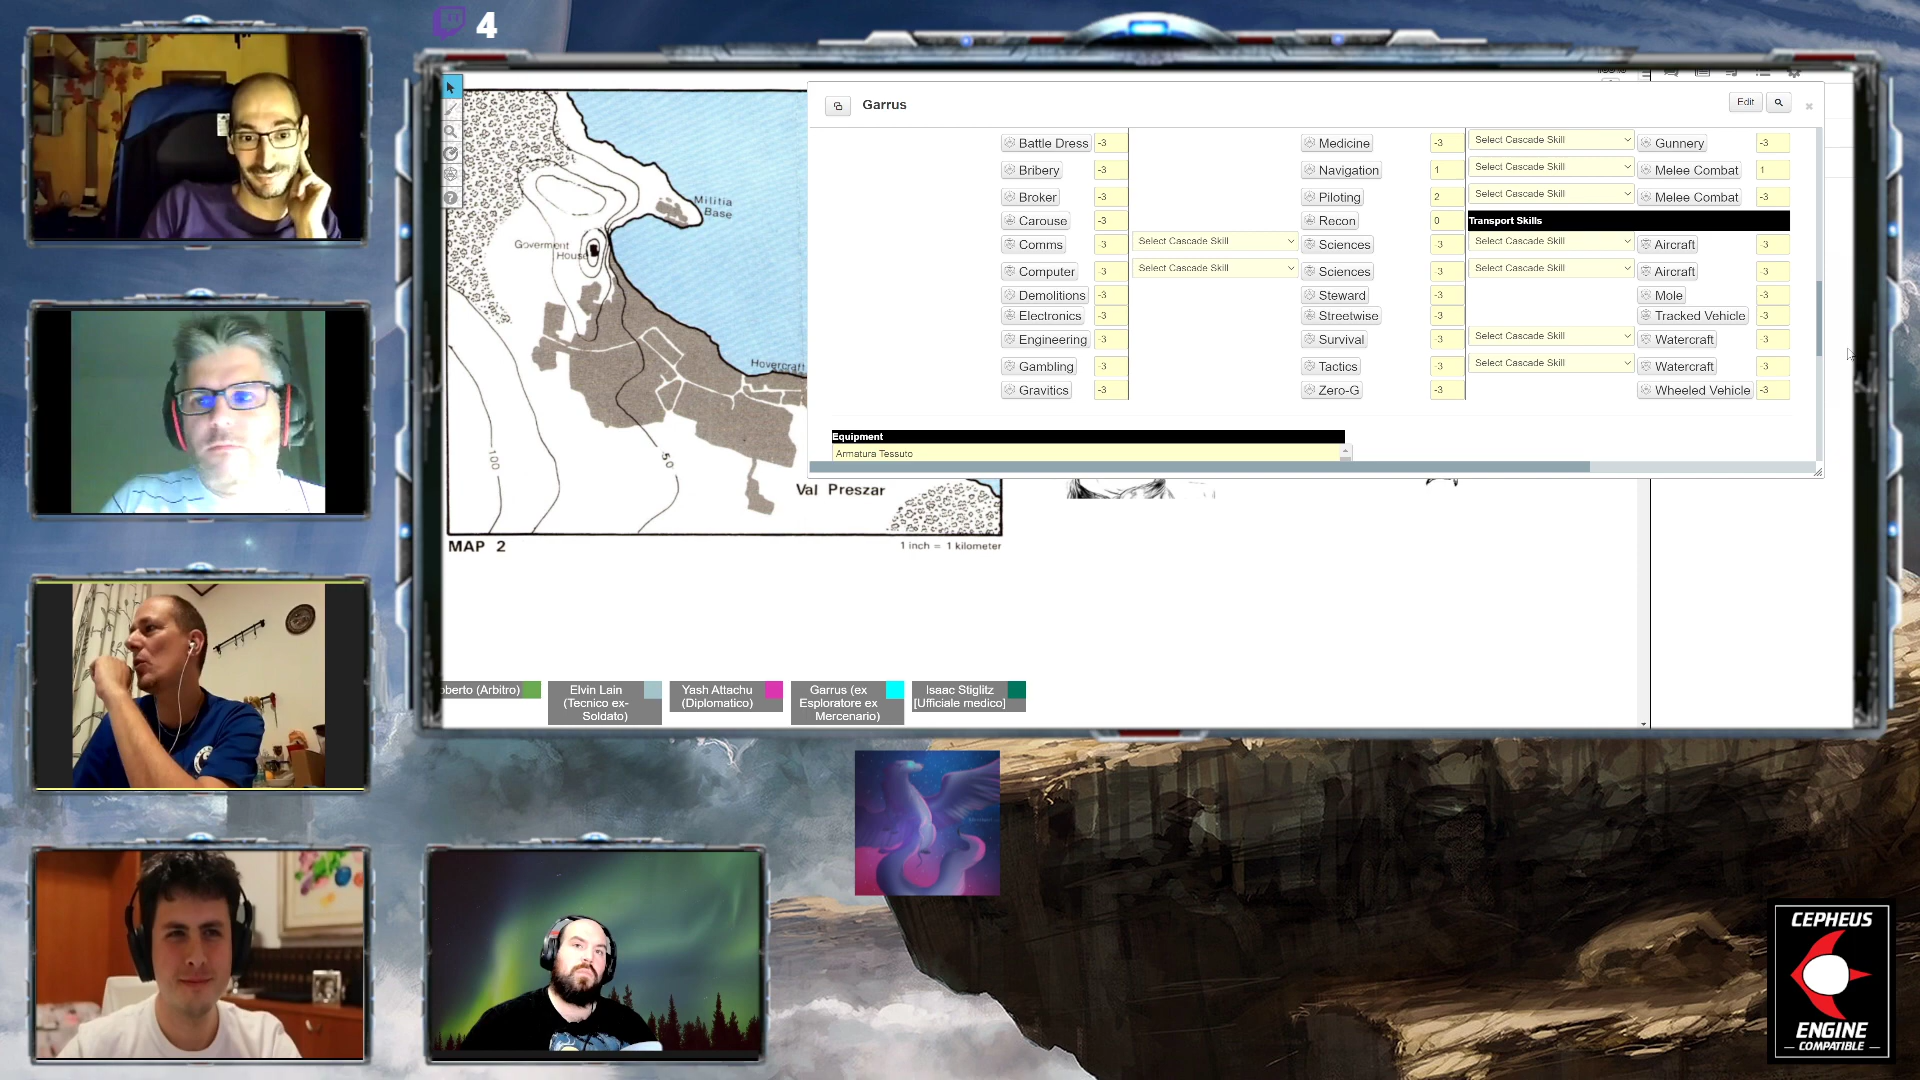 4
Garrus
Edit
Battle Dress -3
Bribery -3
Broker -3
Carouse -3
Comms -3 Select Cascade Skill
Computer -3 Select Cascade Skill
Demolitions -3
Electronics -3
Engineering -3
Gambling -3
Gravitics -3
Medicine -3
Navigation 1
Piloting 2
Recon 0
Sciences -3
Sciences -3
Steward -3
Streetwise -3
Survival -3
Tactics -3
Zero-G -3
Select Cascade Skill Gunnery -3
Select Cascade Skill Melee Combat 1
Select Cascade Skill Melee Combat -3
Transport Skills
Select Cascade Skill Aircraft -3
Select Cascade Skill Aircraft -3
Mole -3
Tracked Vehicle -3
Select Cascade Skill Watercraft -3
Select Cascade Skill Watercraft -3
Wheeled Vehicle -3
Equipment
Armatura Tessuto
Militia
Base
Goverment
House
Hovercraft
100
50
Val Preszar
MAP 2
1 inch = 1 kilometer
oberto (Arbitro)
Elvin Lain
(Tecnico ex-
Soldato)
Yash Attachu
(Diplomatico)
Garrus (ex
Esploratore ex
Mercenario)
Isaac Stiglitz
[Ufficiale medico]
CEPHEUS
ENGINE
— COMPATIBLE —